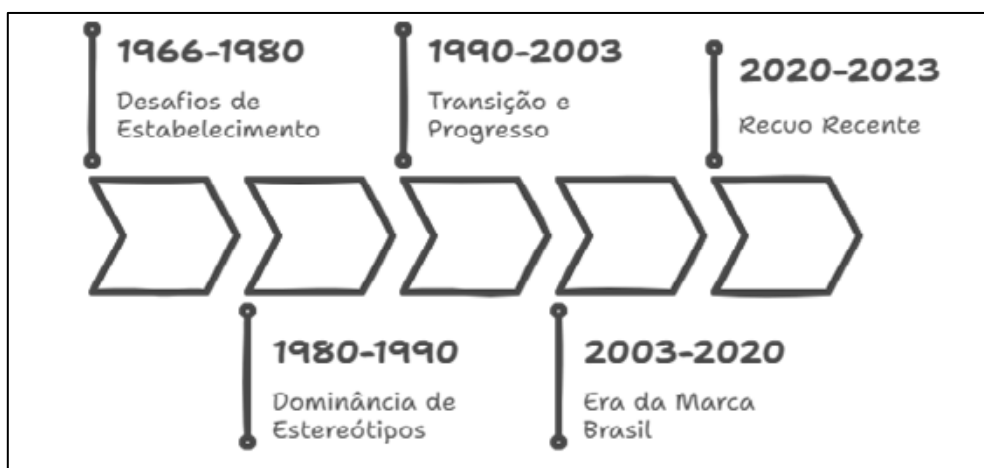 1966-1980
Desafios de
Estabelecimento
1980-1990
Dominância de
Estereótipos
1990-2003
Transição e
Progresso
2003-2020
Era da Marca
Brasil
2020-2023
Recuo Recente